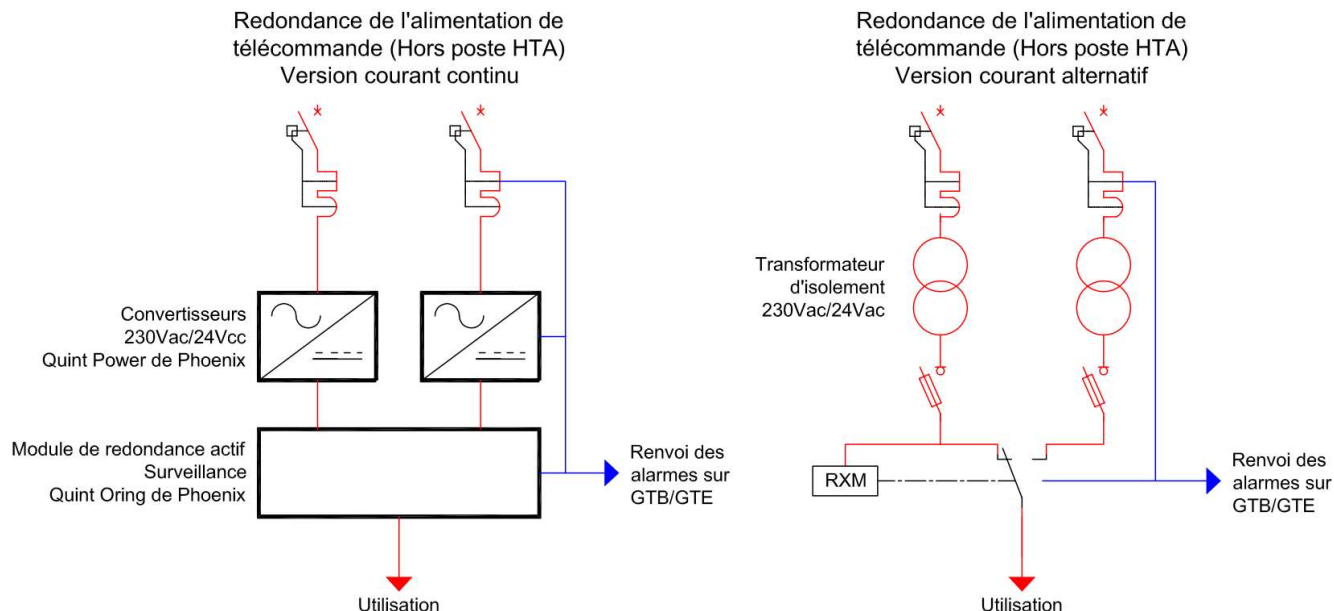 Redondance de l'alimentation de
télécommande (Hors poste HTA)
Version courant continu
Convertisseurs
230Vac/24Vcc
Quint Power de Phoenix
Module de redondance actif
Surveillance
Quint Oring de Phoenix
Renvoi des
alarmes sur
GTB/GTE
Utilisation
Redondance de l'alimentation de
télécommande (Hors poste HTA)
Version courant alternatif
Transformateur
d'isolement
230Vac/24Vac
RXM
Renvoi des
alarmes sur
GTB/GTE
Utilisation